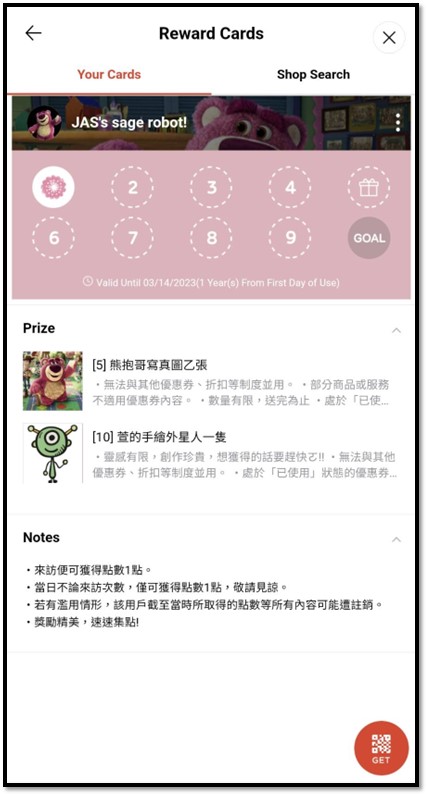 Reward Cards
Your Cards
Shop Search
JAS's sage robot!
2
3
4
6
7
8
9
GOAL
Valid Until 03/14/2023(1 Year(s) From First Day of Use)
Prize
[5] 熊抱哥寫真圖乙張
・無法與其他優惠券、折扣等制度並用。 ・部分商品或服務
不適用優惠券內容。 ・數量有限，送完為止 ・處於「已使...
[10] 萱的手繪外星人一隻
・靈感有限，創作珍貴，想獲得的話要趕快ㄛ!! ・無法與其
他優惠券、折扣等制度並用。 ・處於「已使用」狀態的優惠券...
Notes
・來訪便可獲得點數1點。
・當日不論來訪次數，僅可獲得點數1點，敬請見諒。
・若有濫用情形，該用戶截至當時所取得的點數等所有內容可能遭註銷。
・獎勵精美，速速集點!
GET